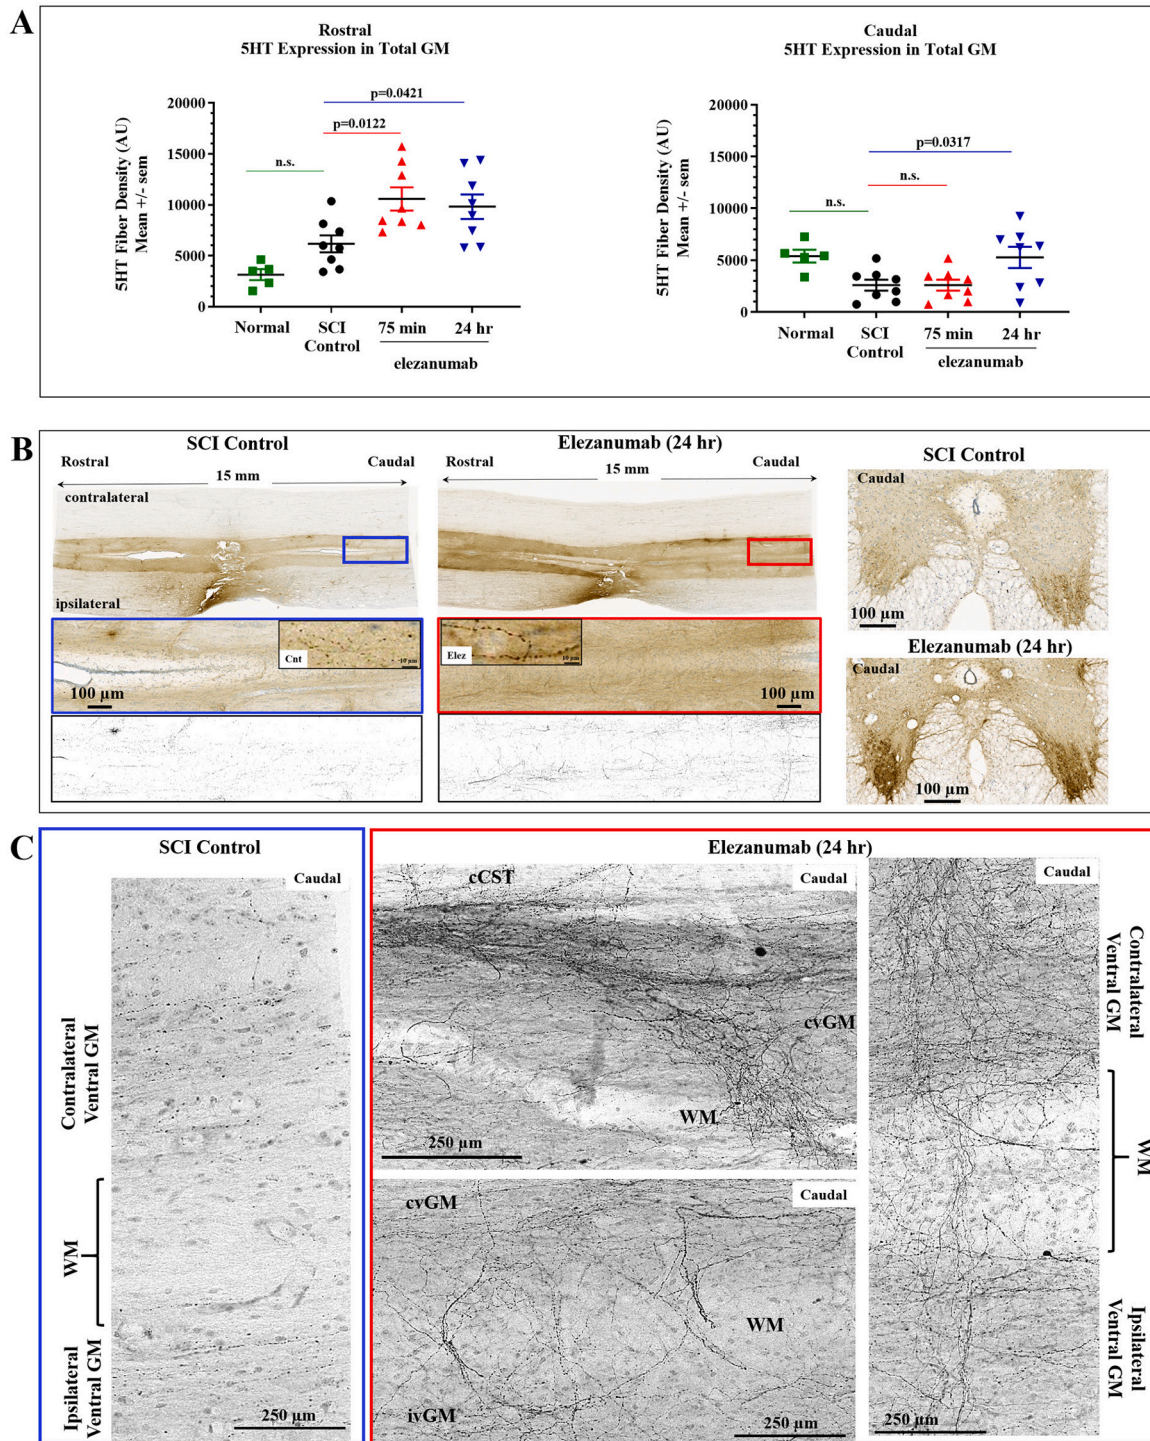 A
Rostral
5HT Expression in Total GM
5HT Fiber Density (AU)
Mean +/- sem
20000
15000
10000
5000
0
n.s.
p=0.0122
p=0.0421
Normal
SCI
Control
75 min
24 hr
elezanumab
Caudal
5HT Expression in Total GM
5HT Fiber Density (AU)
Mean +/- sem
20000
15000
10000
5000
0
n.s.
n.s.
p=0.0317
Normal
SCI
Control
75 min
24 hr
elezanumab
B
SCI Control
Rostral
Caudal
15 mm
contralateral
ipsilateral
Cnt
10 µm
100 µm
Elezanumab (24 hr)
Rostral
Caudal
15 mm
Elez
10 µm
100 µm
SCI Control
Caudal
100 µm
Elezanumab (24 hr)
Caudal
100 µm
C
SCI Control
Caudal
Contralateral
Ventral GM
WM
Ipsilateral
Ventral GM
250 µm
Elezanumab (24 hr)
cCST
Caudal
cvGM
WM
250 µm
cvGM
Caudal
WM
ivGM
250 µm
Caudal
Contralateral
Ventral GM
WM
Ipsilateral
Ventral GM
250 µm